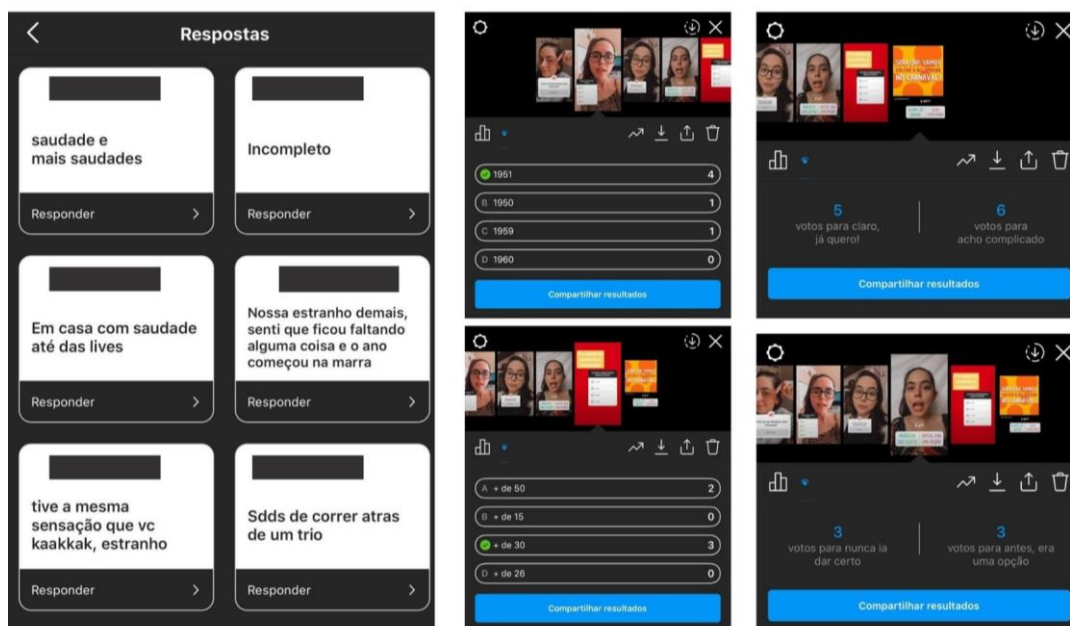 Respostas
saudade e
mais saudades
Responder
Incompleto
Responder
Em casa com saudade
até das lives
Responder
Nossa estranho demais,
senti que ficou faltando
alguma coisa e o ano
começou na marra
Responder
tive a mesma
sensação que vc
kaakkak, estranho
Responder
Sdds de correr atras
de um trio
Responder
1951 4
B 1950 1
C 1959 1
D 1960 0
Compartilhar resultados
A + de 50 2
B + de 15 0
+ de 30 3
D + de 26 0
Compartilhar resultados
NO CARNAVAL?
5
votos para claro,
já quero!
6
votos para
acho complicado
Compartilhar resultados
3
votos para nunca ia
dar certo
3
votos para antes, era
uma opção
Compartilhar resultados